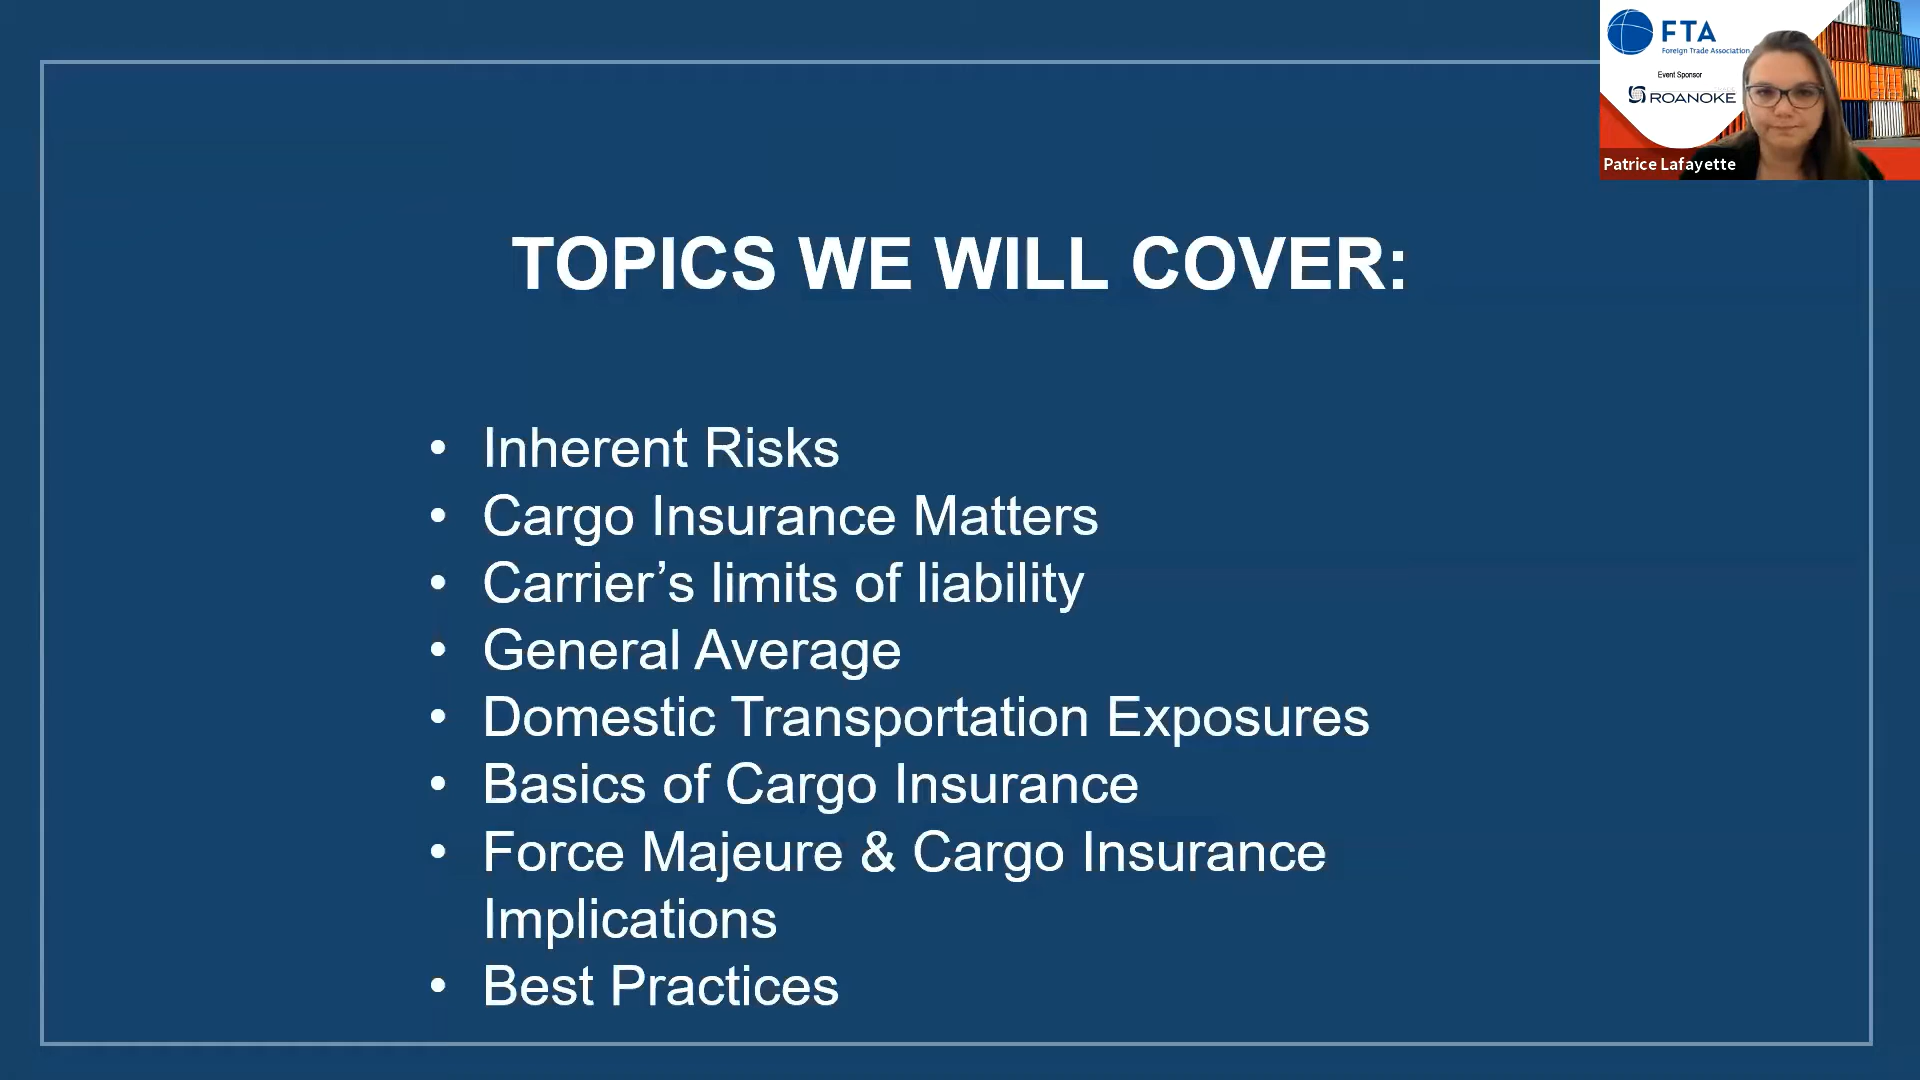 FTA
Foreign Trade Association
Event Sponsor
ROANOKE
Patrice Lafayette
TOPICS WE WILL COVER:
• Inherent Risks
• Cargo Insurance Matters
• Carrier’s limits of liability
• General Average
• Domestic Transportation Exposures
• Basics of Cargo Insurance
• Force Majeure & Cargo Insurance
Implications
• Best Practices